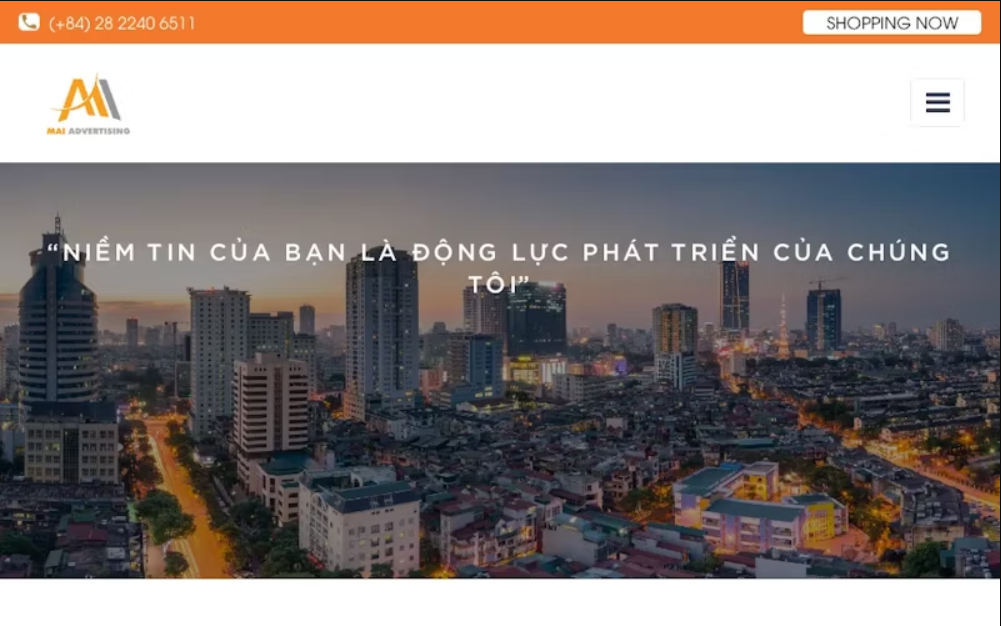 (+84) 28 2240 6511
SHOPPING NOW
MAI ADVERTISING
“NIỀM TIN CỦA BẠN LÀ ĐỘNG LỰC PHÁT TRIỂN CỦA CHÚNG
TÔI”